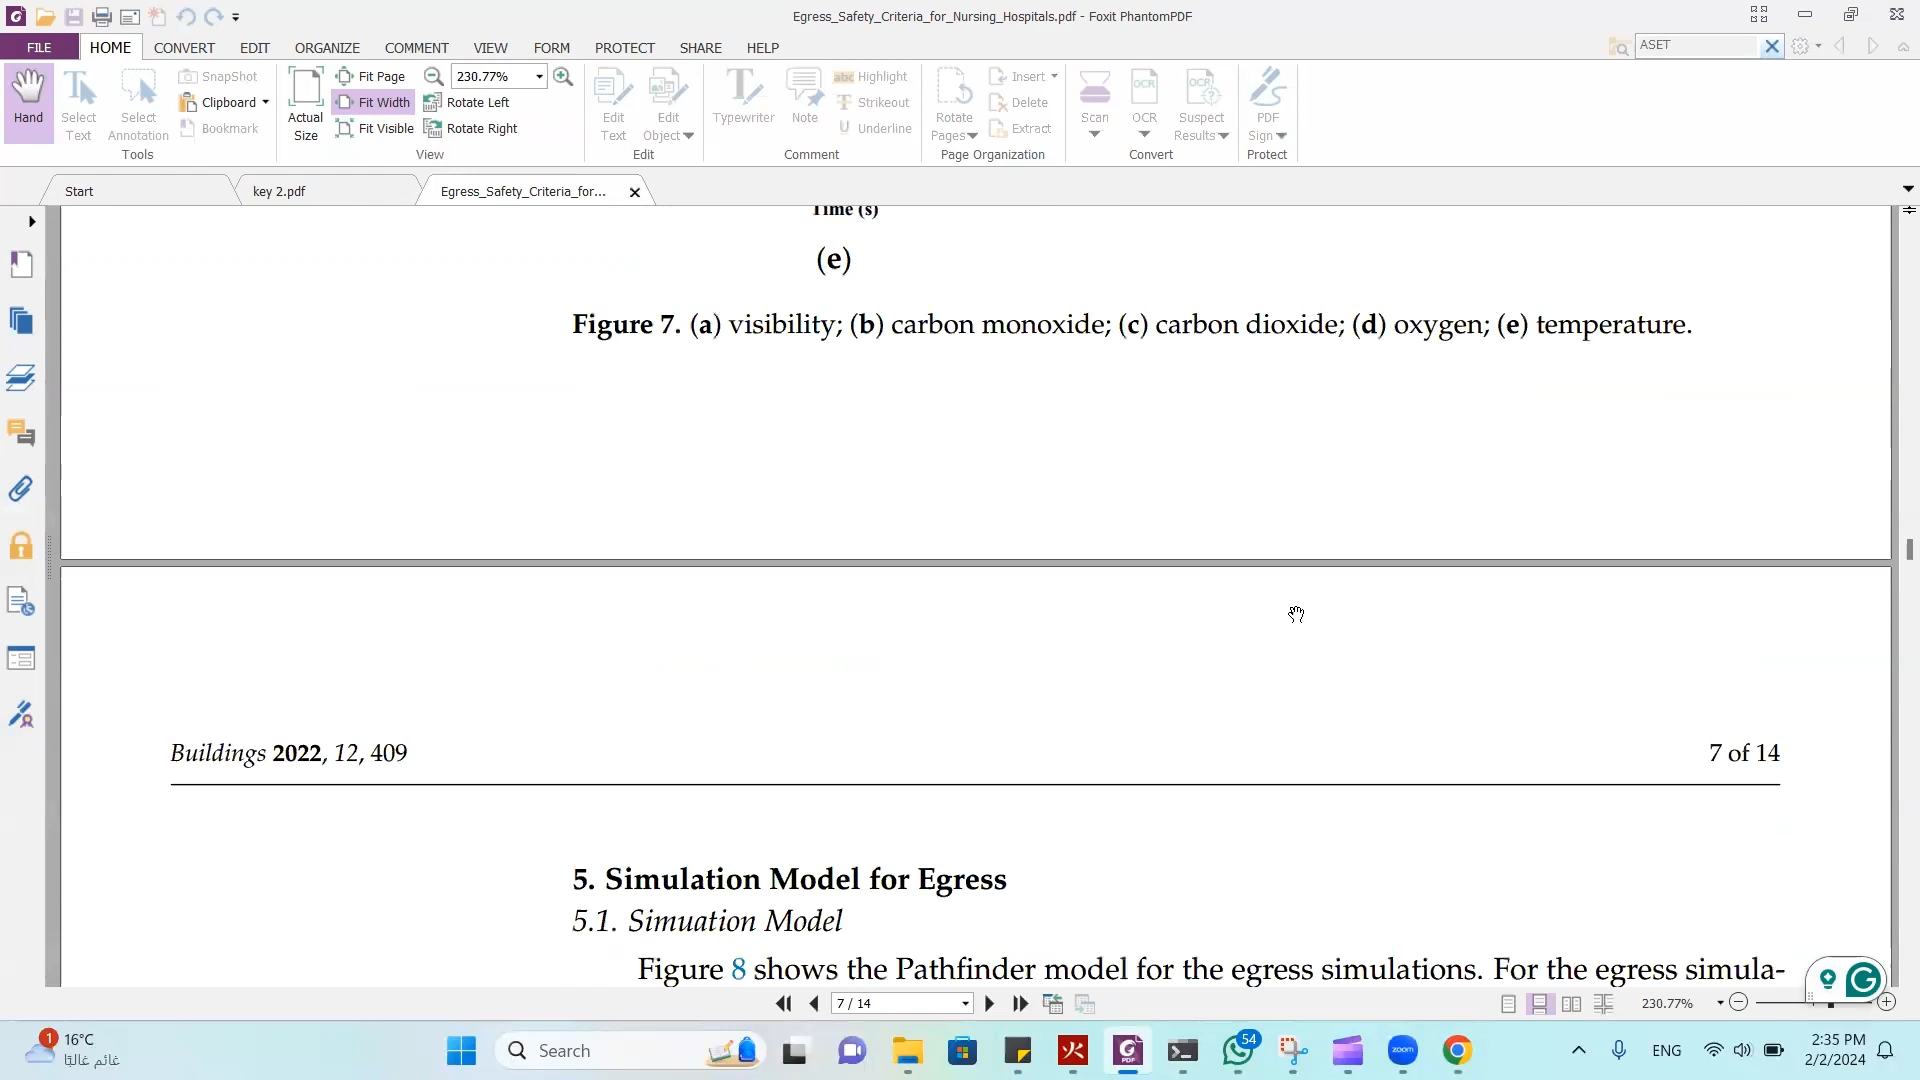 Egress_Safety_Criteria_for_Nursing_Hospitals.pdf - Foxit PhantomPDF
FILE HOME CONVERT EDIT ORGANIZE COMMENT VIEW FORM PROTECT SHARE HELP ASET
Hand
Select Text
Select Annotation
SnapShot
Clipboard
Bookmark
Tools
Actual Size
Fit Page
Fit Width
Fit Visible
230.77%
Rotate Left
Rotate Right
View
Edit Text
Edit Object
Edit
Typewriter
Note
Highlight
Strikeout
Underline
Comment
Rotate Pages
Insert
Delete
Extract
Page Organization
Scan
OCR
OCR
OCR
Suspect Results
Convert
PDF Sign
Protect
Start
key 2.pdf
Egress_Safety_Criteria_for...
Time (s)
(e)
Figure 7. (a) visibility; (b) carbon monoxide; (c) carbon dioxide; (d) oxygen; (e) temperature.
Buildings 2022, 12, 409
7 of 14
5. Simulation Model for Egress
5.1. Simuation Model
Figure 8 shows the Pathfinder model for the egress simulations. For the egress simula-
7 / 14
230.77%
1
16°C
غائم غالبًا
Search
PDF
54
zoom
ENG
2:35 PM
2/2/2024